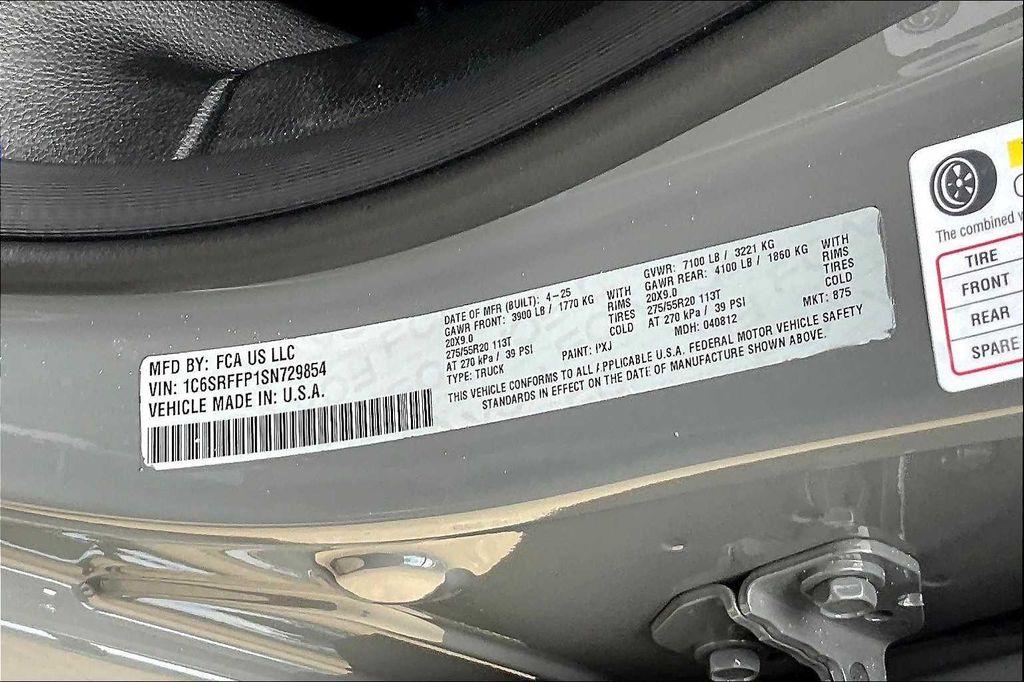 MFD BY: FCA US LLC
VIN: 1C6SRFFP1SN729854
VEHICLE MADE IN: U.S.A.
DATE OF MFR (BUILT): 4-25
GAWR FRONT: 3900 LB / 1770 KG WITH
20X9.0 RIMS
275/55R20 113T TIRES
AT 270 kPa / 39 PSI COLD
TYPE: TRUCK
GVWR: 7100 LB / 3221 KG
GAWR REAR: 4100 LB / 1860 KG WITH
20X9.0 RIMS
275/55R20 113T TIRES
AT 270 kPa / 39 PSI COLD
PAINT: PXJ MDH: 040812 MKT: 875
THIS VEHICLE CONFORMS TO ALL APPLICABLE U.S.A. FEDERAL MOTOR VEHICLE SAFETY
STANDARDS IN EFFECT ON THE DATE OF MANUFACTURE SHOWN ABOVE.
The combined
TIRE
FRONT
REAR
SPARE